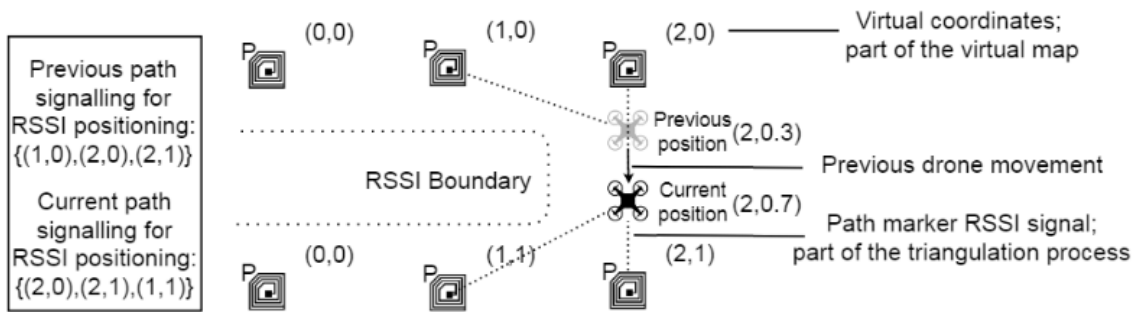 Previous path
signalling for
RSSI positioning:
{(1,0),(2,0),(2,1)}
Current path
signalling for
RSSI positioning:
{(2,0),(2,1),(1,1)}
P
(0,0)
P
(1,0)
P
(2,0)
Virtual coordinates;
part of the virtual map
Previous
position
(2,0.3)
Previous drone movement
RSSI Boundary
Current
position
(2,0.7)
Path marker RSSI signal;
part of the triangulation process
P
(0,0)
P
(1,1)
P
(2,1)